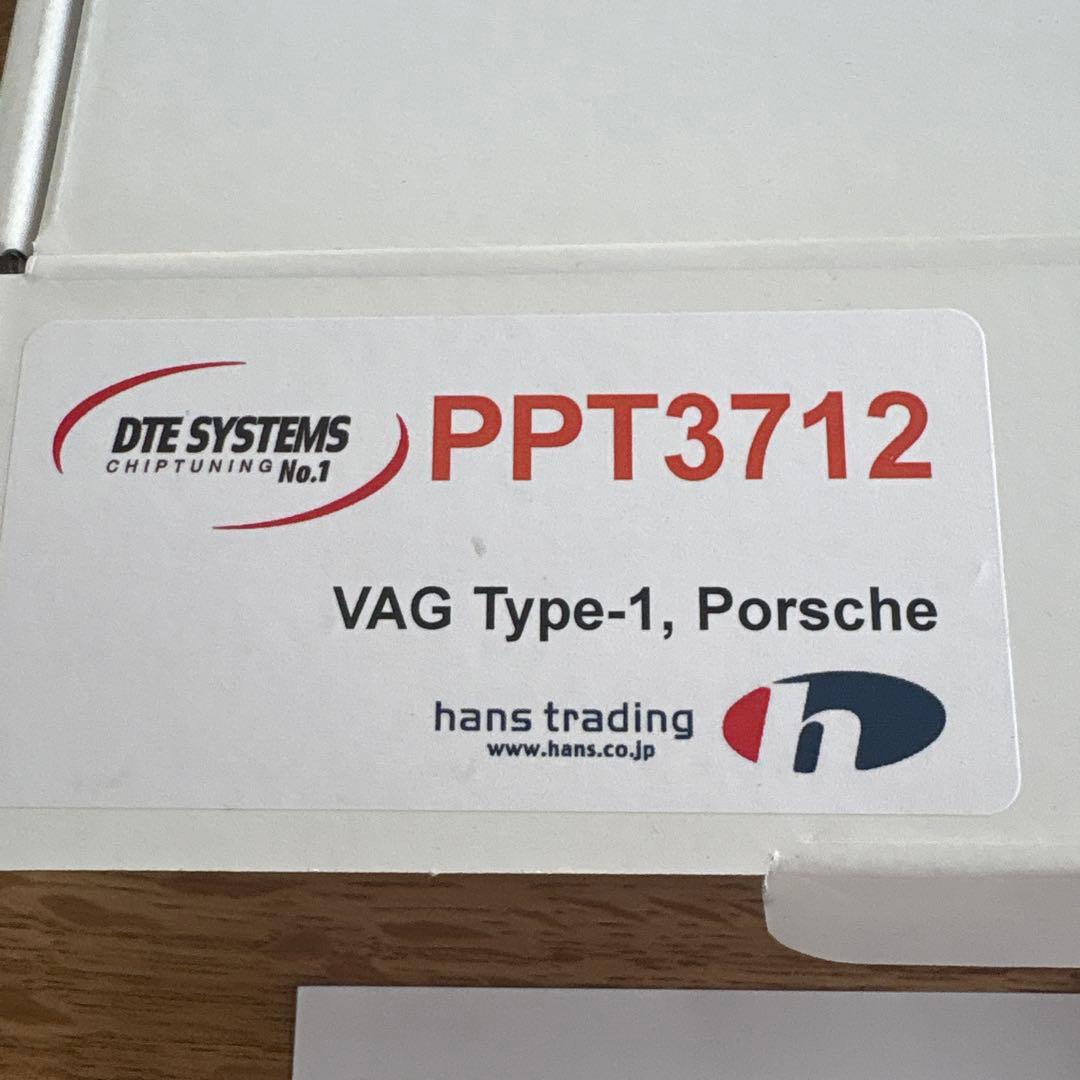 DTE SYSTEMS
CHIPTUNING No.1
PPT3712
VAG Type-1, Porsche
hans trading
www.hans.co.jp
h